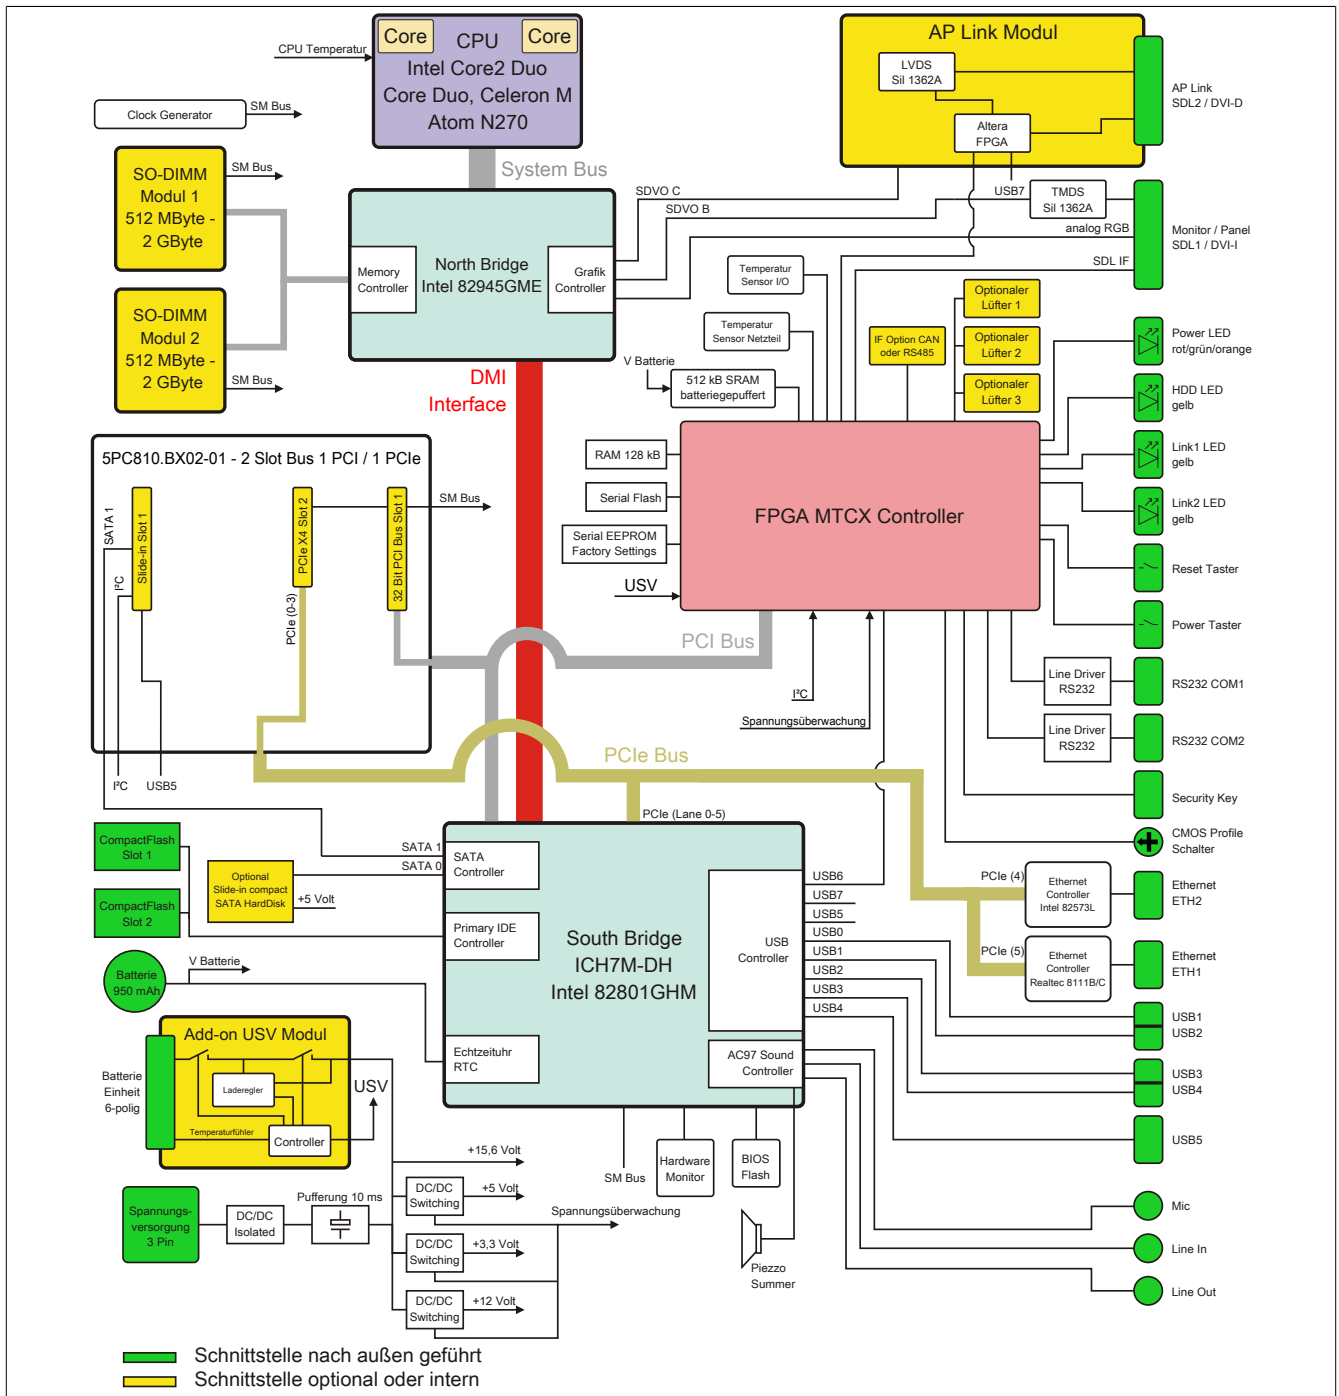 Core
CPU
Core
Intel Core2 Duo
Core Duo, Celeron M
Atom N270
CPU Temperatur
Clock Generator
SM Bus
SO-DIMM
Modul 1
512 MByte -
2 GByte
SM Bus
SO-DIMM
Modul 2
512 MByte -
2 GByte
SM Bus
System Bus
Memory
Controller
North Bridge
Intel 82945GME
Grafik
Controller
SDVO C
SDVO B
analog RGB
SDL IF
USB7
DMI
Interface
AP Link Modul
LVDS
Sil 1362A
Altera
FPGA
AP Link
SDL2 / DVI-D
TMDS
Sil 1362A
Monitor / Panel
SDL1 / DVI-I
Temperatur
Sensor I/O
Temperatur
Sensor Netzteil
V Batterie
512 kB SRAM
batteriegepuffert
IF Option CAN
oder RS485
Optionaler
Lüfter 1
Optionaler
Lüfter 2
Optionaler
Lüfter 3
Power LED
rot/grün/orange
HDD LED
gelb
Link1 LED
gelb
Link2 LED
gelb
Reset Taster
Power Taster
RAM 128 kB
Serial Flash
Serial EEPROM
Factory Settings
USV
FPGA MTCX Controller
5PC810.BX02-01 - 2 Slot Bus 1 PCI / 1 PCIe
SATA 1
I²C
Slide-in Slot 1
PCIe X4 Slot 2
32 Bit PCI Bus Slot 1
SM Bus
PCIe (0-3)
I²C
USB5
PCI Bus
I²C
Spannungsüberwachung
Line Driver
RS232
RS232 COM1
Line Driver
RS232
RS232 COM2
Security Key
CMOS Profile
Schalter
PCIe Bus
PCIe (Lane 0-5)
CompactFlash
Slot 1
CompactFlash
Slot 2
Optional
Slide-in compact
SATA HardDisk
+5 Volt
SATA 1
SATA 0
SATA
Controller
Primary IDE
Controller
South Bridge
ICH7M-DH
Intel 82801GHM
USB
Controller
USB6
USB7
USB5
USB0
USB1
USB2
USB3
USB4
PCIe (4)
Ethernet
Controller
Intel 82573L
Ethernet
ETH2
PCIe (5)
Ethernet
Controller
Realtec 8111B/C
Ethernet
ETH1
Batterie
950 mAh
V Batterie
Echtzeituhr
RTC
AC97 Sound
Controller
USB1
USB2
USB3
USB4
USB5
Add-on USV Modul
Batterie
Einheit
6-polig
Laderegler
Temperaturfühler
Controller
USV
SM Bus
Hardware
Monitor
BIOS
Flash
Piezzo
Summer
Mic
Line In
Line Out
Spannungs-
versorgung
3 Pin
DC/DC
Isolated
Pufferung 10 ms
+15,6 Volt
DC/DC
Switching
+5 Volt
Spannungsüberwachung
DC/DC
Switching
+3,3 Volt
DC/DC
Switching
+12 Volt
Schnittstelle nach außen geführt
Schnittstelle optional oder intern